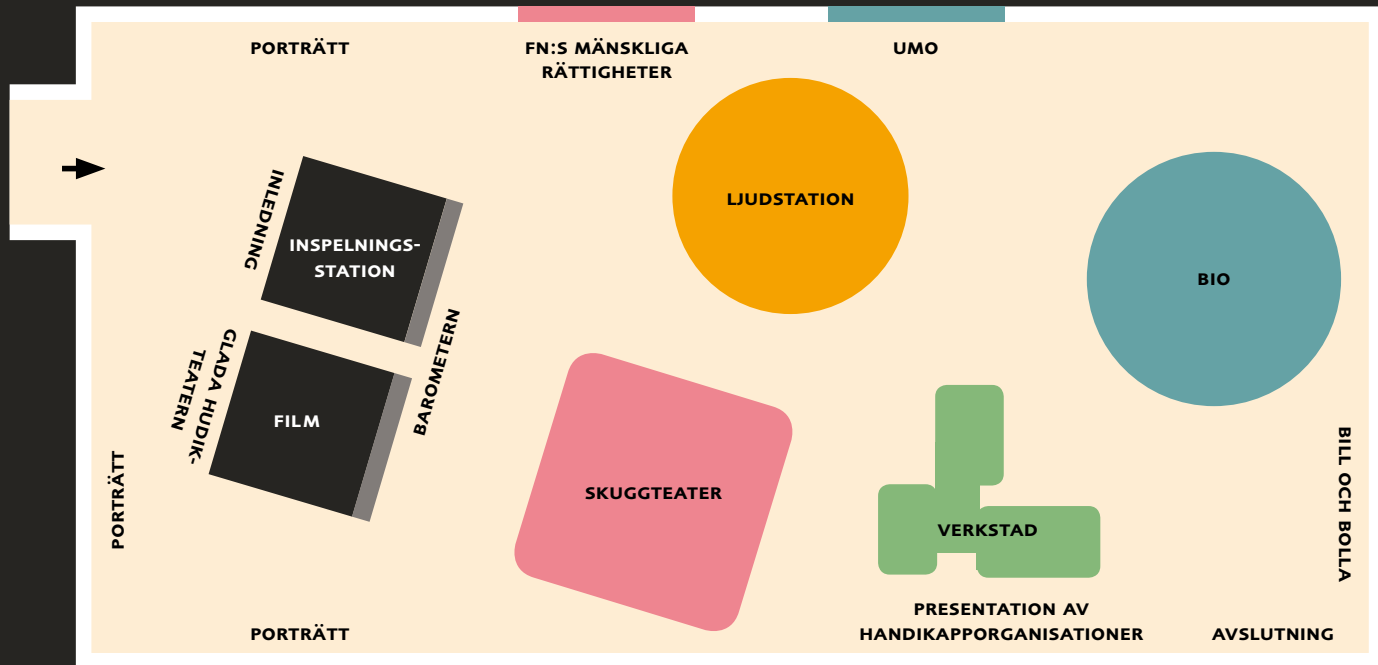 PORTRÄTT
FN:S MÄNSKLIGA
RÄTTIGHETER
UMO
LJUDSTATION
INLEDNING
INSPELNINGS-
STATION
BIO
BAROMETERN
GLADA HUDIK-
TEATERN
FILM
PORTRÄTT
SKUGGTEATER
VERKSTAD
BILL OCH BOLLA
PORTRÄTT
PRESENTATION AV
HANDIKAPPORGANISATIONER
AVSLUTNING